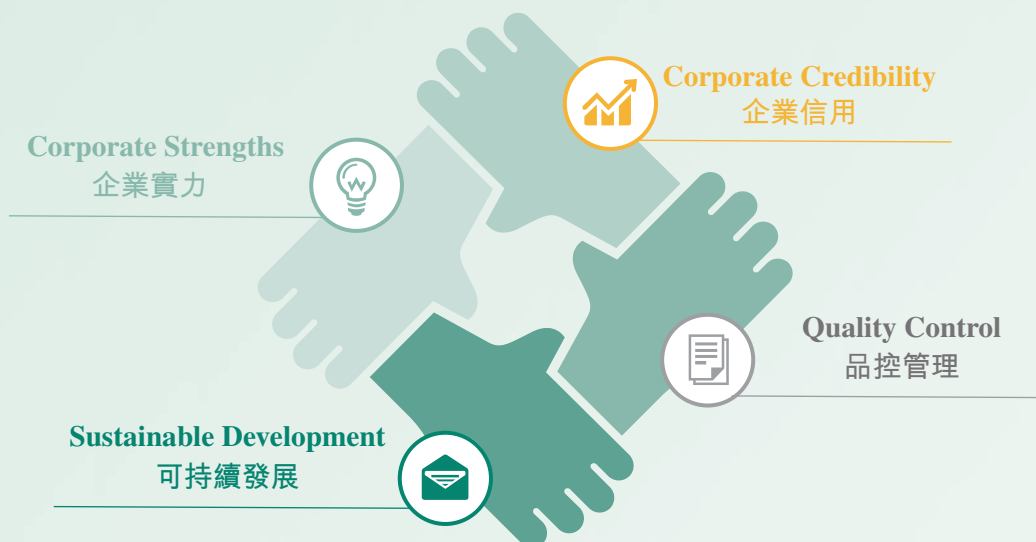 Corporate Credibility
企業信用
Corporate Strengths
企業實力
Quality Control
品控管理
Sustainable Development
可持續發展